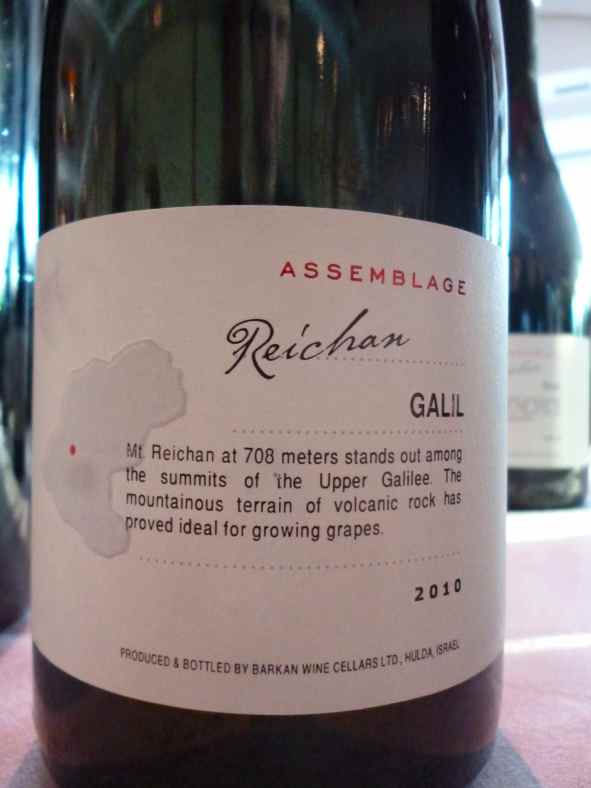 ASSEMBLAGE
Reichan
GALIL
Mt. Reichan at 708 meters stands out among
the summits of the Upper Galilee. The
mountainous terrain of volcanic rock has
proved ideal for growing grapes.
2010
PRODUCED & BOTTLED BY BARKAN WINE CELLARS LTD., HULDA, ISRAEL
ASSEMBLAGE